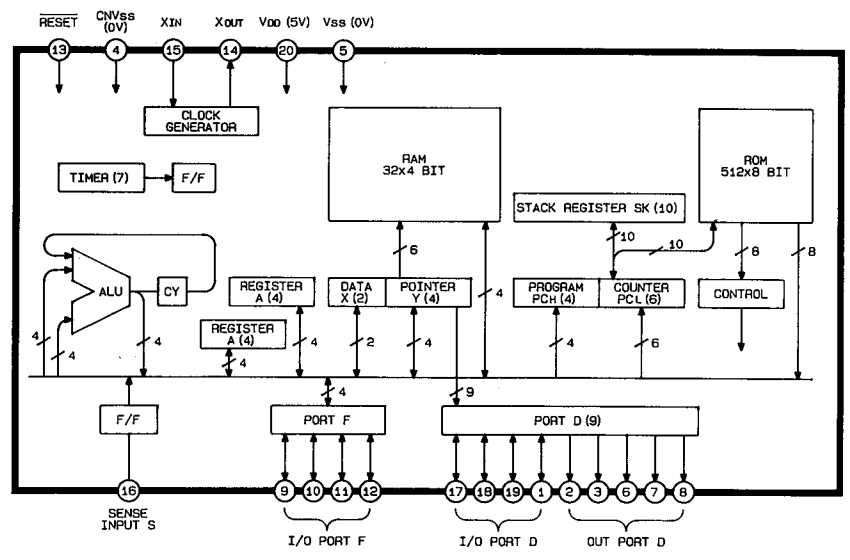 RESET
CNVSS
(0V)
XIN
XOUT
VDD (5V)
VSS (0V)
13
4
15
14
20
5
CLOCK
GENERATOR
RAM
32x4 BIT
ROM
512x8 BIT
TIMER (7)
F/F
STACK REGISTER SK (10)
6
10
10
8
8
ALU
CY
REGISTER
A (4)
DATA
X (2)
POINTER
Y (4)
4
PROGRAM
PCH (4)
COUNTER
PCL (6)
CONTROL
REGISTER
A (4)
4
4
4
4
4
2
4
4
6
4
9
F/F
PORT F
PORT D (9)
16
9
10
11
12
17
18
19
1
2
3
6
7
8
SENSE
INPUT S
I/O PORT F
I/O PORT D
OUT PORT D